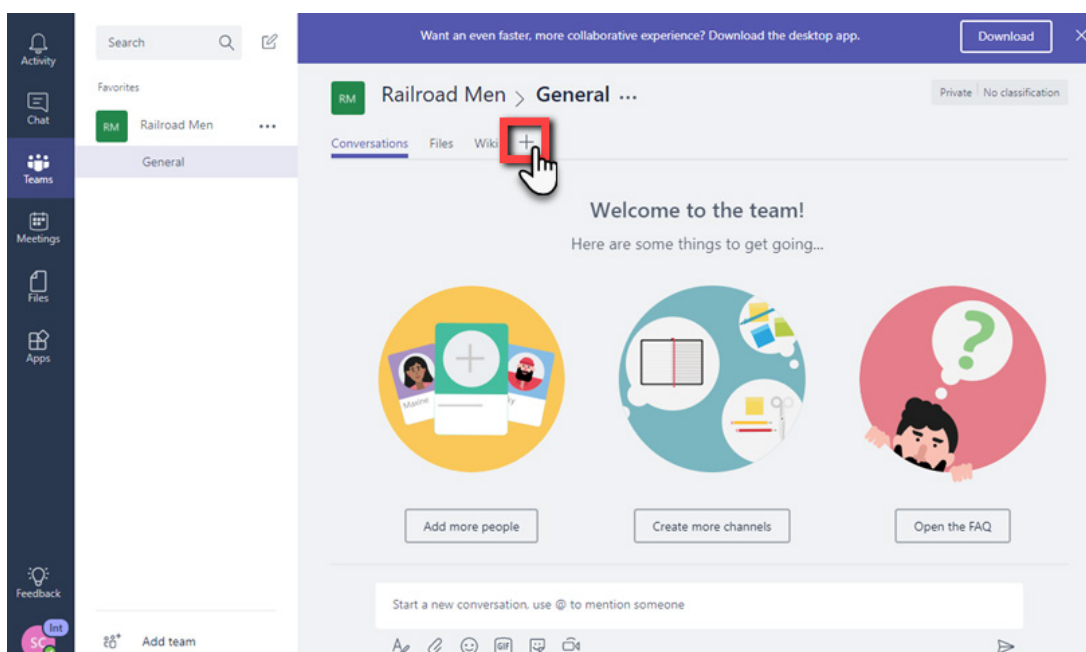 Want an even faster, more collaborative experience? Download the desktop app.
Download
Activity
Chat
Teams
Meetings
Files
Apps
Feedback
SC
Int
Search
Favorites
RM Railroad Men ...
General
Add team
RM Railroad Men > General ...
Private No classification
Conversations Files Wiki +
Welcome to the team!
Here are some things to get going...
Maxine
Add more people
Create more channels
Open the FAQ
Start a new conversation, use @ to mention someone
GIF